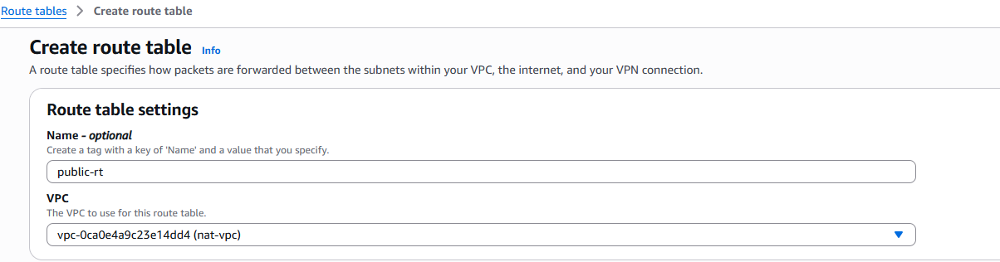 Route tables > Create route table
Create route table Info
A route table specifies how packets are forwarded between the subnets within your VPC, the internet, and your VPN connection.
Route table settings
Name - optional
Create a tag with a key of 'Name' and a value that you specify.
public-rt
VPC
The VPC to use for this route table.
vpc-0ca0e4a9c23e14dd4 (nat-vpc)